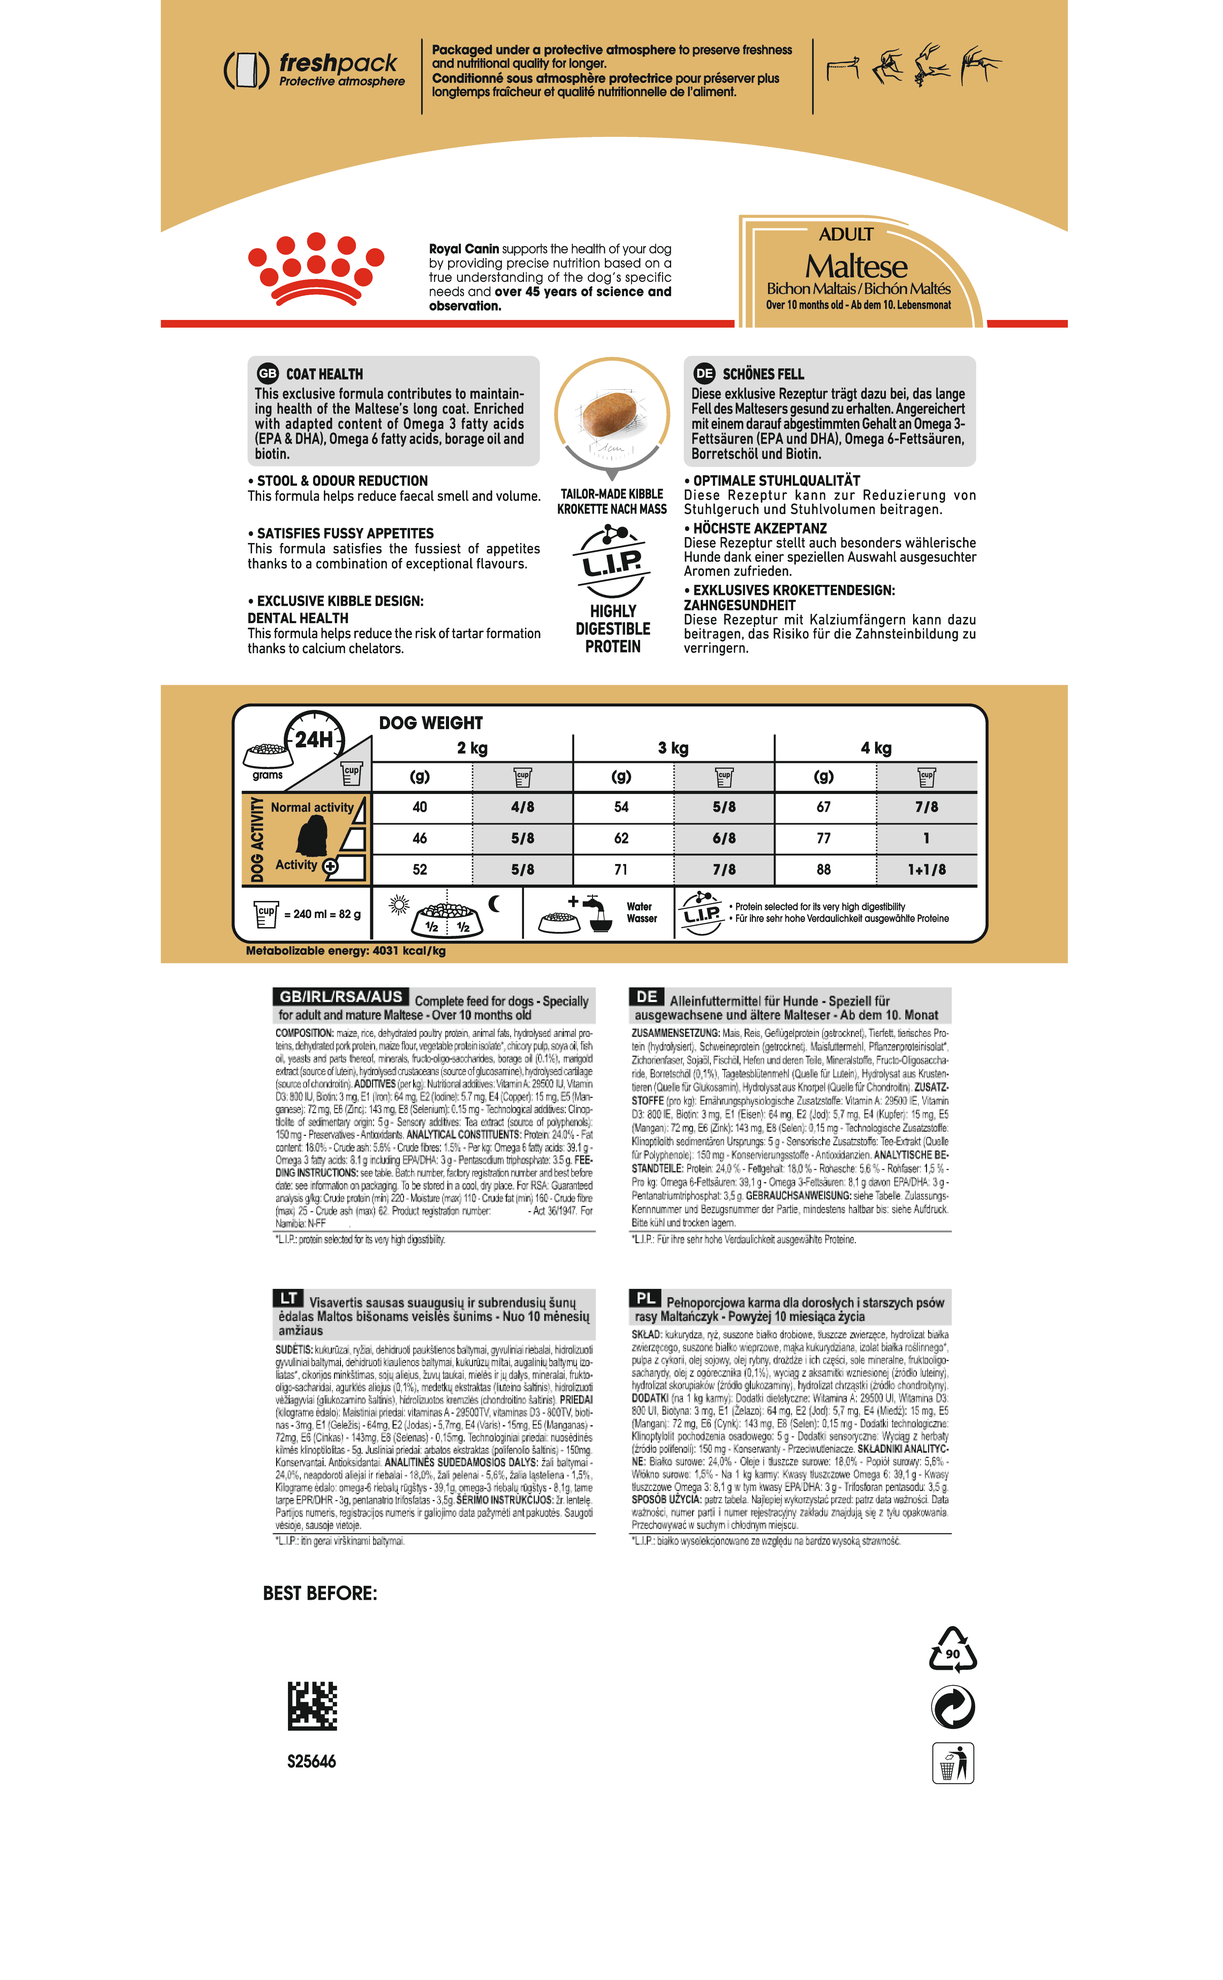 freshpack
Protective atmosphere
Packaged under a protective atmosphere to preserve freshness
and nutritional quality for longer.
Conditionné sous atmosphère protectrice pour préserver plus
longtemps fraîcheur et qualité nutritionnelle de l'aliment.
Royal Canin supports the health of your dog
by providing precise nutrition based on a
true understanding of the dog's specific
needs and over 45 years of science and
observation.
ADULT
Maltese
Bichon Maltais / Bichón Maltés
Over 10 months old - Ab dem 10. Lebensmonat
GB COAT HEALTH
This exclusive formula contributes to maintain-
ing health of the Maltese's long coat. Enriched
with adapted content of Omega 3 fatty acids
(EPA & DHA), Omega 6 fatty acids, borage oil and
biotin.
• STOOL & ODOUR REDUCTION
This formula helps reduce faecal smell and volume.
• SATISFIES FUSSY APPETITES
This formula satisfies the fussiest of appetites
thanks to a combination of exceptional flavours.
• EXCLUSIVE KIBBLE DESIGN:
DENTAL HEALTH
This formula helps reduce the risk of tartar formation
thanks to calcium chelators.
1cm
TAILOR-MADE KIBBLE
KROKETTE NACH MASS
L.I.P.
HIGHLY
DIGESTIBLE
PROTEIN
DE SCHÖNES FELL
Diese exklusive Rezeptur trägt dazu bei, das lange
Fell des Maltesers gesund zu erhalten. Angereichert
mit einem darauf abgestimmten Gehalt an Omega 3-
Fettsäuren (EPA und DHA), Omega 6-Fettsäuren,
Borretschöl und Biotin.
• OPTIMALE STUHLQUALITÄT
Diese Rezeptur kann zur Reduzierung von
Stuhlgeruch und Stuhlvolumen beitragen.
• HÖCHSTE AKZEPTANZ
Diese Rezeptur stellt auch besonders wählerische
Hunde dank einer speziellen Auswahl ausgesuchter
Aromen zufrieden.
• EXKLUSIVES KROKETTENDESIGN:
ZAHNGESUNDHEIT
Diese Rezeptur mit Kalziumfängern kann dazu
beitragen, das Risiko für die Zahnsteinbildung zu
verringern.
24H
grams
cup
DOG WEIGHT
2 kg 3 kg 4 kg
(g) cup (g) cup (g) cup
DOG ACTIVITY
Normal activity 40 4/8 54 5/8 67 7/8
46 5/8 62 6/8 77 1
Activity + 52 5/8 71 7/8 88 1+1/8
cup = 240 ml = 82 g
1/2 1/2
+
Water
Wasser
L.I.P.
• Protein selected for its very high digestibility
• Für ihre sehr hohe Verdaulichkeit ausgewählte Proteine
Metabolizable energy: 4031 kcal/kg
GB/IRL/RSA/AUS Complete feed for dogs - Specially
for adult and mature Maltese - Over 10 months old
COMPOSITION: maize, rice, dehydrated poultry protein, animal fats, hydrolysed animal pro-
teins, dehydrated pork protein, maize flour, vegetable protein isolate*, chicory pulp, soya oil, fish
oil, yeasts and parts thereof, minerals, fructo-oligo-saccharides, borage oil (0.1%), marigold
extract (source of lutein), hydrolysed crustaceans (source of glucosamine), hydrolysed cartilage
(source of chondroitin). ADDITIVES (per kg): Nutritional additives: Vitamin A: 29500 IU, Vitamin
D3: 800 IU, Biotin: 3 mg, E1 (Iron): 64 mg, E2 (Iodine): 5.7 mg, E4 (Copper): 15 mg, E5 (Man-
ganese): 72 mg, E6 (Zinc): 143 mg, E8 (Selenium): 0.15 mg - Technological additives: Clinop-
tilolite of sedimentary origin: 5 g - Sensory additives: Tea extract (source of polyphenols):
150 mg - Preservatives - Antioxidants. ANALYTICAL CONSTITUENTS: Protein: 24.0% - Fat
content: 18.0% - Crude ash: 5.6% - Crude fibres: 1.5% - Per kg: Omega 6 fatty acids: 39.1 g -
Omega 3 fatty acids: 8.1 g including EPA/DHA: 3 g - Pentasodium triphosphate: 3.5 g. FEE-
DING INSTRUCTIONS: see table. Batch number, factory registration number and best before
date: see information on packaging. To be stored in a cool, dry place. For RSA: Guaranteed
analysis g/kg: Crude protein (min) 220 - Moisture (max) 110 - Crude fat (min) 160 - Crude fibre
(max) 25 - Crude ash (max) 62. Product registration number: - Act 36/1947. For
Namibia: N-FF
*L.I.P.: protein selected for its very high digestibility.
DE Alleinfuttermittel für Hunde - Speziell für
ausgewachsene und ältere Malteser - Ab dem 10. Monat
ZUSAMMENSETZUNG: Mais, Reis, Geflügelprotein (getrocknet), Tierfett, tierisches Pro-
tein (hydrolysiert), Schweineprotein (getrocknet), Maisfuttermehl, Pflanzenproteinisolat*,
Zichorienfaser, Sojaöl, Fischöl, Hefen und deren Teile, Mineralstoffe, Fructo-Oligosaccha-
ride, Borretschöl (0,1%), Tagetesblütenmehl (Quelle für Lutein), Hydrolysat aus Krusten-
tieren (Quelle für Glukosamin), Hydrolysat aus Knorpel (Quelle für Chondroitin). ZUSATZ-
STOFFE (pro kg): Ernährungsphysiologische Zusatzstoffe: Vitamin A: 29500 IE, Vitamin
D3: 800 IE, Biotin: 3 mg, E1 (Eisen): 64 mg, E2 (Jod): 5,7 mg, E4 (Kupfer): 15 mg, E5
(Mangan): 72 mg, E6 (Zink): 143 mg, E8 (Selen): 0,15 mg - Technologische Zusatzstoffe:
Klinoptiloith sedimentären Ursprungs: 5 g - Sensorische Zusatzstoffe: Tee-Extrakt (Quelle
für Polyphenole): 150 mg - Konservierungsstoffe - Antioxidanzien. ANALYTISCHE BE-
STANDTEILE: Protein: 24,0 % - Fettgehalt: 18,0 % - Rohasche: 5,6 % - Rohfaser: 1,5 % -
Pro kg: Omega 6-Fettsäuren: 39,1 g - Omega 3-Fettsäuren: 8,1 g davon EPA/DHA: 3 g -
Pentanatriumtriphosphat: 3,5 g. GEBRAUCHSANWEISUNG: siehe Tabelle. Zulassungs-
Kennnummer und Bezugsnummer der Partie, mindestens haltbar bis: siehe Aufdruck.
Bitte kühl und trocken lagern.
*L.I.P.: Für ihre sehr hohe Verdaulichkeit ausgewählte Proteine.
LT Visavertis sausas suaugusių ir subrendusių šunų
ėdalas Maltos bišonams veislės šunims - Nuo 10 mėnesių
amžiaus
SUDĖTIS: kukurūzai, ryžiai, dehidruoti paukštienos baltymai, gyvuliniai riebalai, hidrolizuoti
gyvuliniai baltymai, dehidruoti kiaulienos baltymai, kukurūzų miltai, augalinių baltymų izo-
liatas*, cikorijos minkštimas, sojų aliejus, žuvų taukai, mielės ir jų dalys, mineralai, frukto-
oligo-sacharidai, agurklės aliejus (0,1%), medetkų ekstraktas (liuteino šaltinis), hidrolizuoti
vėžiagyviai (gliukozamino šaltinis), hidrolizuotos kremzlės (chondroitino šaltinis). PRIEDAI
(kilograme ėdalo): Maistiniai priedai: vitaminas A - 29500TV, vitaminas D3 - 800TV, bioti-
nas - 3mg, E1 (Geležis) - 64mg, E2 (Jodas) - 5,7mg, E4 (Varis) - 15mg, E5 (Manganas) -
72mg, E6 (Cinkas) - 143mg, E8 (Selenas) - 0,15mg, Technologiniai priedai: nuosėdinės
kilmės klinoptilolitas - 5g. Jusliniai priedai: arbatos ekstraktas (polifenolio šaltinis) - 150mg.
Konservantai. Antioksidantai. ANALITINĖS SUDEDAMOSIOS DALYS: žali baltymai -
24,0%, neapdoroti aliejai ir riebalai - 18,0%, žali pelenai - 5,6%, žalia ląsteliena - 1,5%,
Kilograme ėdalo: omega-6 riebalų rūgštys - 39,1g, omega-3 riebalų rūgštys - 8,1g, tame
tarpe EPR/DHR - 3g, pentanatrio trifosfatas - 3,5g. ŠĖRIMO INSTRUKCIJOS: žr. lentelę.
Partijos numeris, registracijos numeris ir galiojimo data pažymėti ant pakuotės. Saugoti
vėsioje, sausoje vietoje.
*L.I.P.: itin gerai virškinami baltymai.
PL Pełnoporcjowa karma dla dorosłych i starszych psów
rasy Maltańczyk - Powyżej 10 miesiąca życia
SKŁAD: kukurydza, ryż, suszone białko drobiowe, tłuszcze zwierzęce, hydrolizat białka
zwierzęcego, suszone białko wieprzowe, mąka kukurydziana, izolat białka roślinnego*,
pulpa z cykorii, olej sojowy, olej rybny, drożdże i ich części, sole mineralne, fruktooligo-
sacharydy, olej z ogórecznika (0,1%), wyciąg z aksamitki wzniesionej (źródło luteiny),
hydrolizat skorupiaków (źródło glukozaminy), hydrolizat chrząstki (źródło chondroityny).
DODATKI (na 1 kg karmy): Dodatki dietetyczne: Witamina A: 29500 UI, Witamina D3:
800 UI, Biotyna: 3 mg, E1 (Żelazo): 64 mg, E2 (Jod): 5,7 mg, E4 (Miedź): 15 mg, E5
(Mangan): 72 mg, E6 (Cynk): 143 mg, E8 (Selen): 0,15 mg - Dodatki technologiczne:
Klinoptylolit pochodzenia osadowego: 5 g - Dodatki sensoryczne: Wyciąg z herbaty
(źródło polifenoli): 150 mg - Konserwanty - Przeciwutleniacze. SKŁADNIKI ANALITYC-
NE: Białko surowe: 24,0% - Oleje i tłuszcze surowe: 18,0% - Popiół surowy: 5,6% -
Włókno surowe: 1,5% - Na 1 kg karmy: Kwasy tłuszczowe Omega 6: 39,1 g - Kwasy
tłuszczowe Omega 3: 8,1 g w tym kwasy EPA/DHA: 3 g - Trifosforan pentasodu: 3,5 g.
SPOSÓB UŻYCIA: patrz tabela. Najlepiej wykorzystać przed: patrz data ważności. Data
ważności, numer partii i numer rejestracyjny zakładu znajdują się z tyłu opakowania.
Przechowywać w suchym i chłodnym miejscu.
*L.I.P.: białko wyselekcjonowane ze względu na bardzo wysoką strawność.
BEST BEFORE:
90
S25646